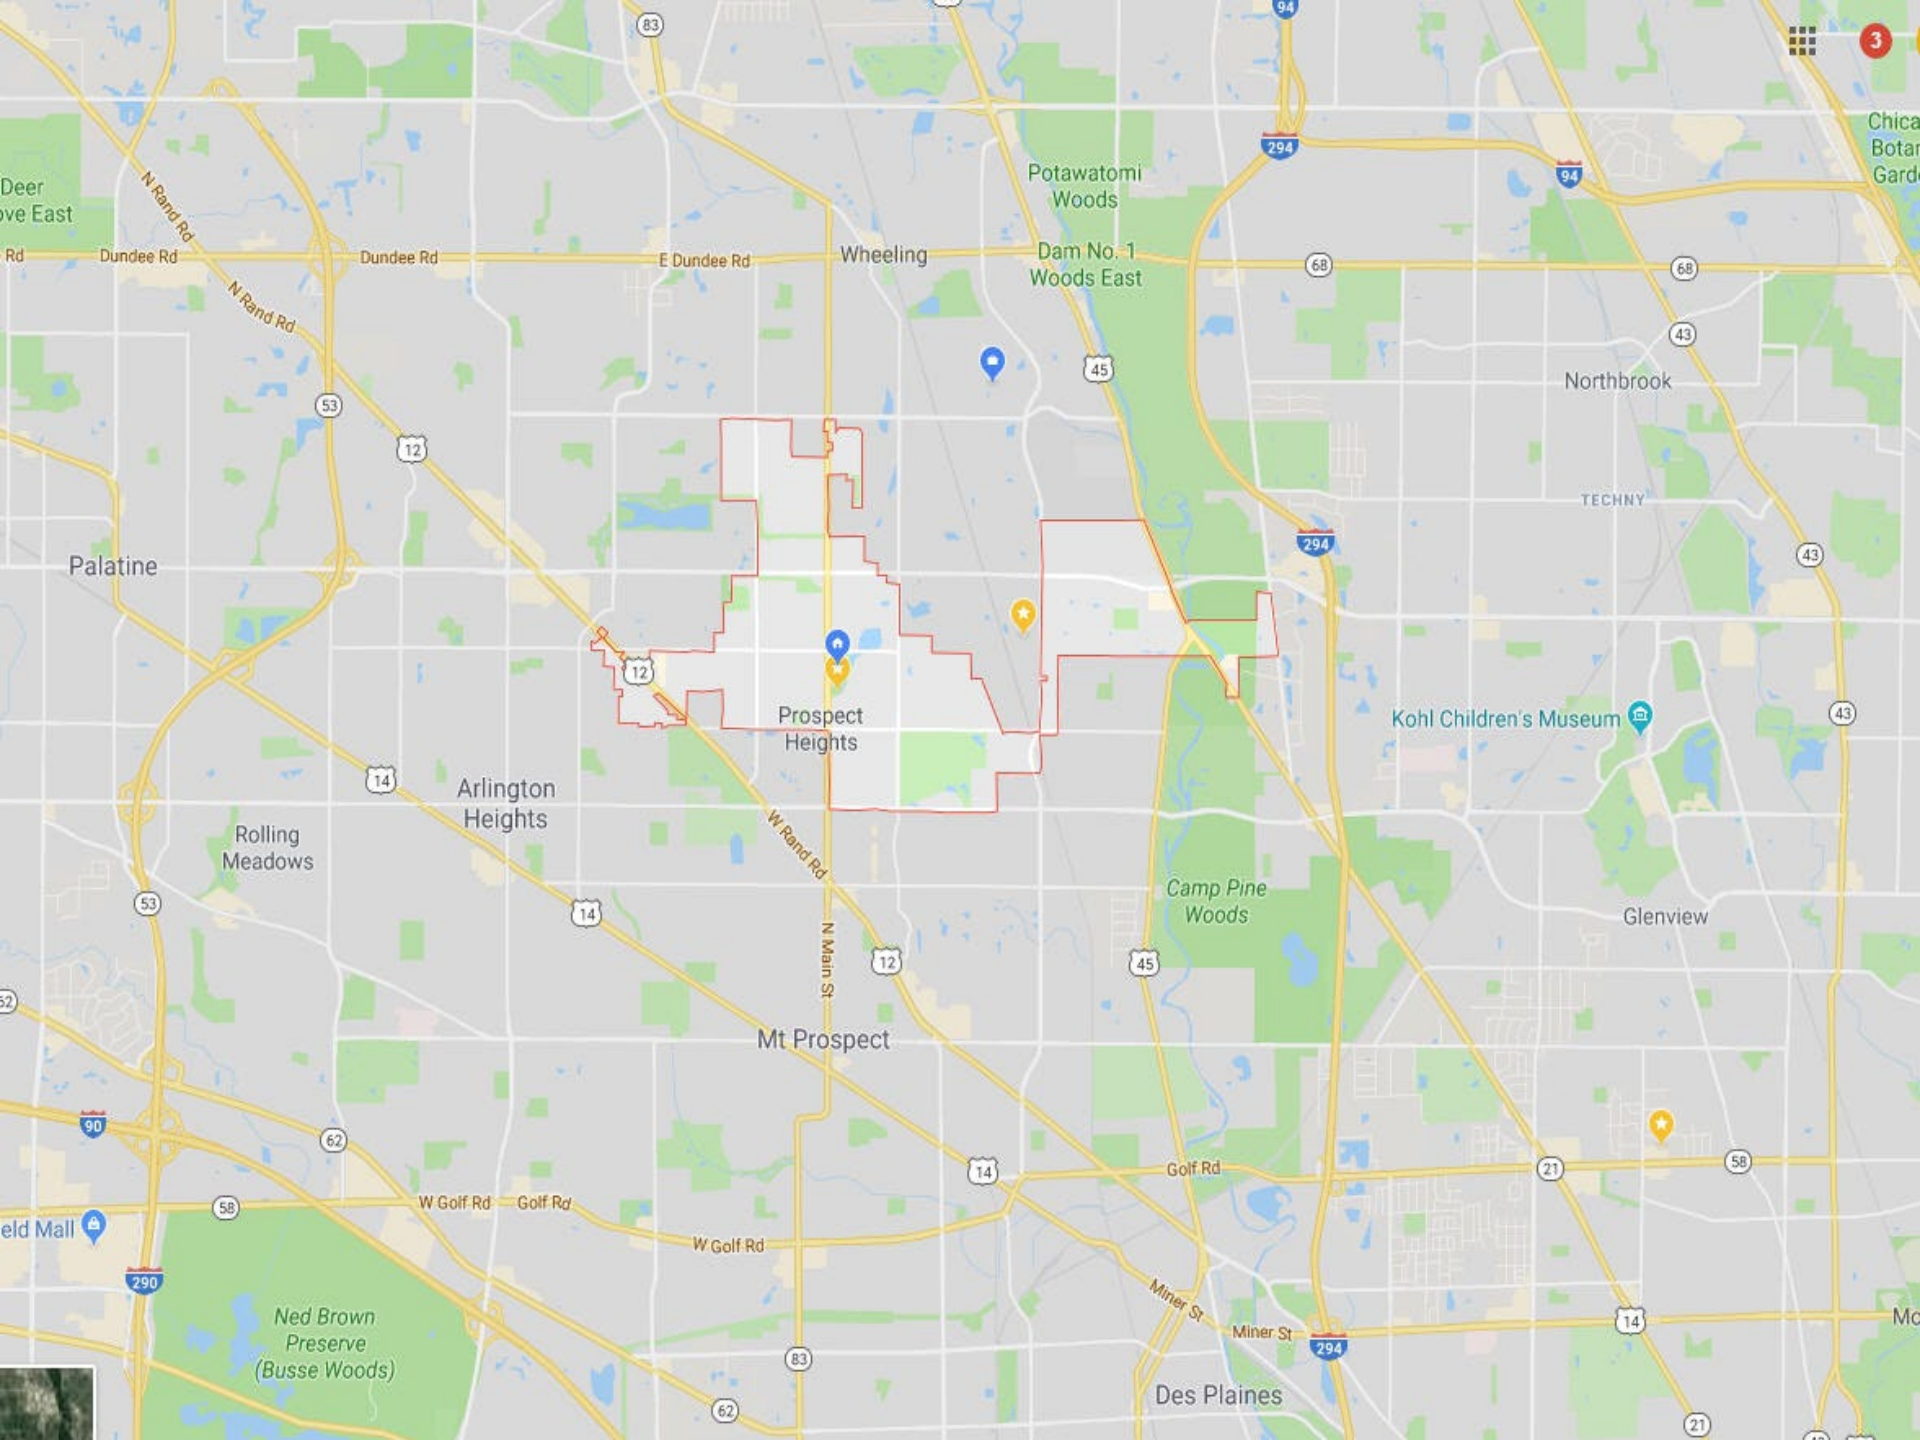 83
94
3
Chica
Botan
Garde
294
94
Potawatomi
Woods
Deer
ove East
N Rand Rd
Rd
Dundee Rd
Dundee Rd
E Dundee Rd
Wheeling
Dam No. 1
Woods East
68
68
N Rand Rd
43
45
Northbrook
53
12
TECHNY
294
43
Palatine
12
Prospect
Heights
Kohl Children's Museum
43
14
Arlington
Heights
Rolling
Meadows
W Rand Rd
53
14
Camp Pine
Woods
Glenview
N Main St
12
45
62
Mt Prospect
90
62
14
Golf Rd
21
58
58
W Golf Rd
Golf Rd
eld Mall
W Golf Rd
290
Ned Brown
Preserve
(Busse Woods)
Miner St
Miner St
294
14
Mo
83
Des Plaines
62
21